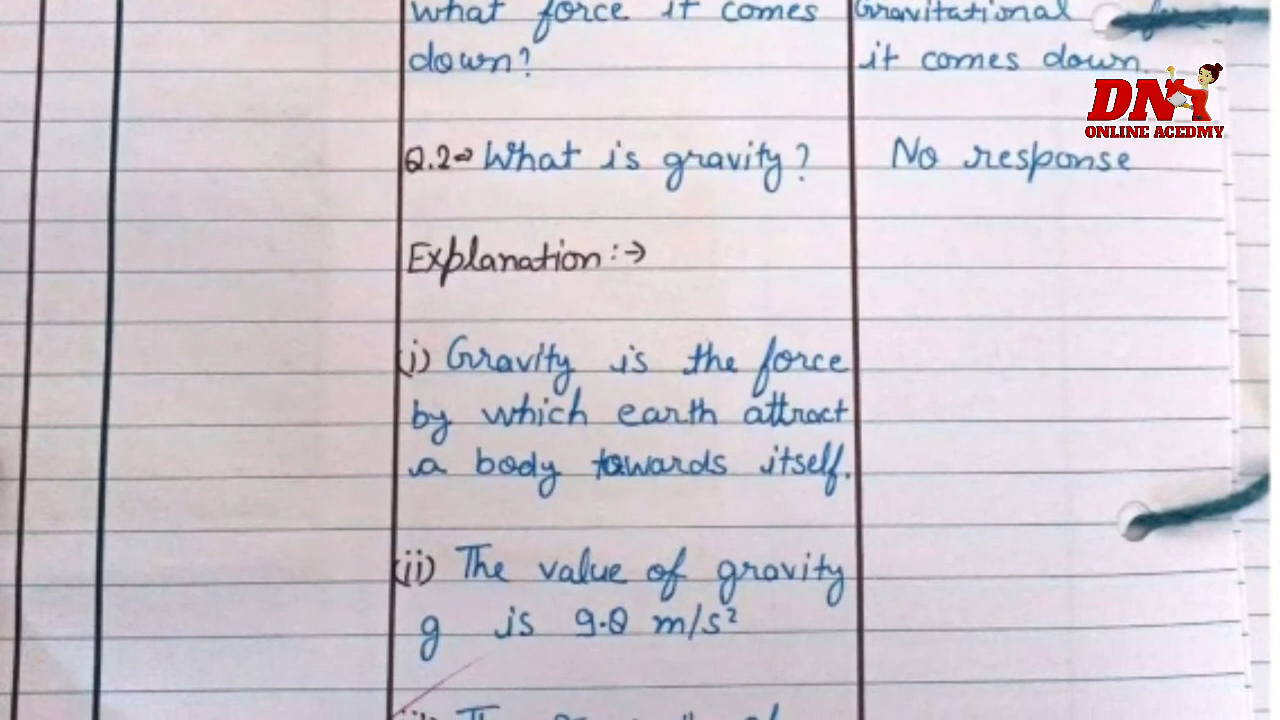 what force it comes
down?
Gravitational
it comes down.
DN
ONLINE ACEDMY
Q.2→ What is gravity?
No response
Explanation :→
(i) Gravity is the force
by which earth attract
a body towards itself.
(ii) The value of gravity
g is 9.8 m/s²